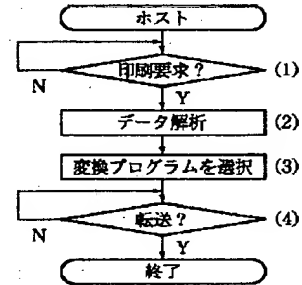 ホスト
印刷要求？ (1)
N
Y
データ解析 (2)
変換プログラムを選択 (3)
転送？ (4)
N
Y
終了